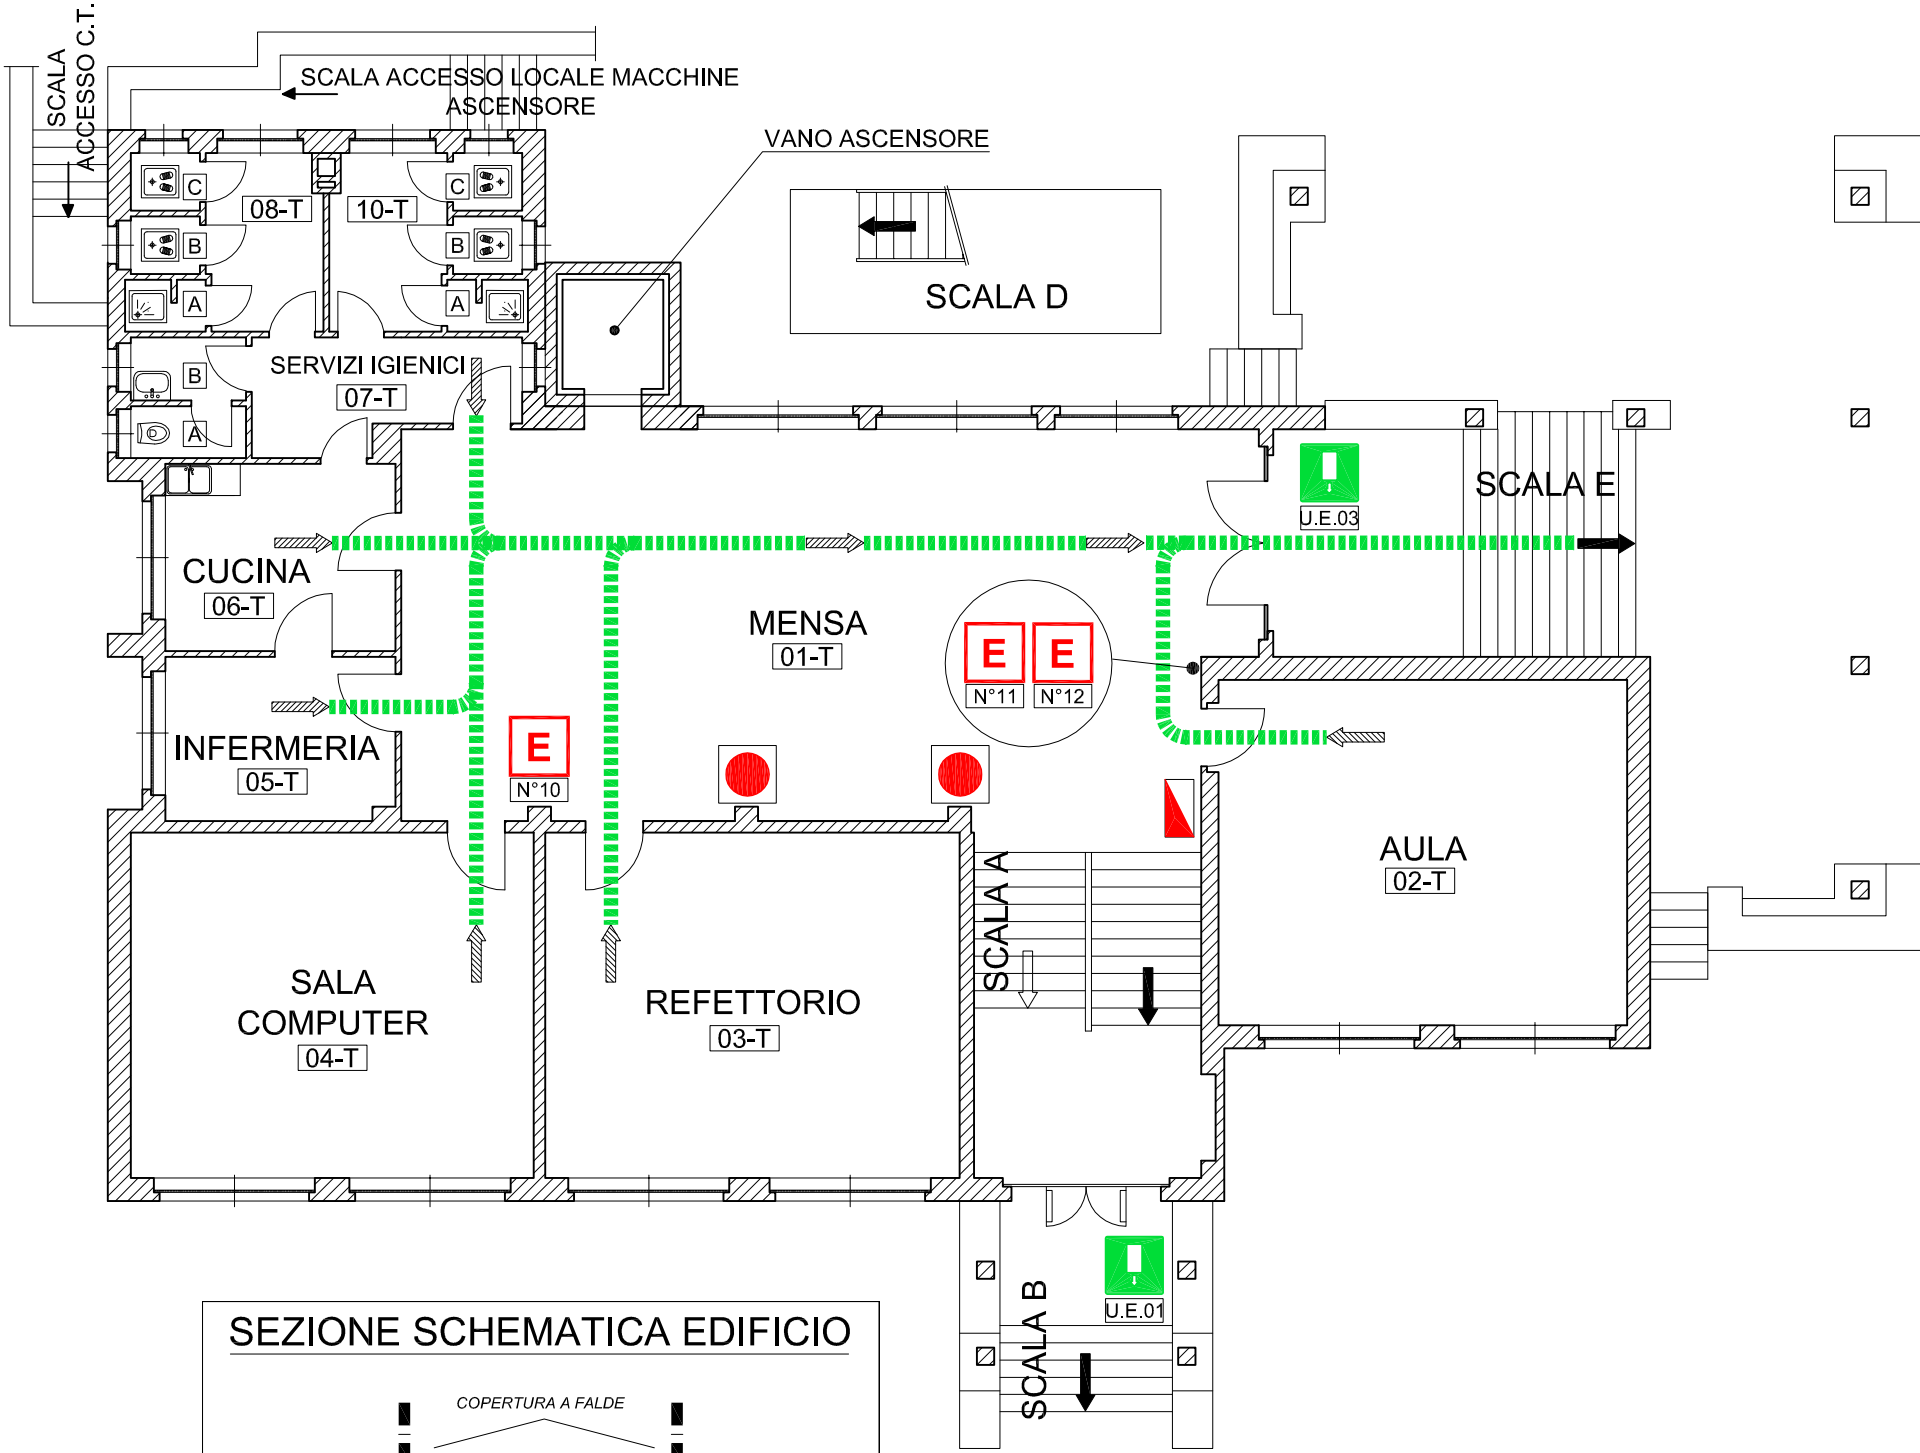 SCALA
ACCESSO C.T.
SCALA ACCESSO LOCALE MACCHINE
ASCENSORE
VANO ASCENSORE
C
08-T
10-T
C
B
B
A
A
SCALA D
SERVIZI IGIENICI
07-T
B
A
SCALA E
U.E.03
CUCINA
06-T
MENSA
01-T
E
E
N°11
N°12
INFERMERIA
05-T
E
N°10
AULA
02-T
SCALA A
SALA
COMPUTER
04-T
REFETTORIO
03-T
U.E.01
SCALA B
SEZIONE SCHEMATICA EDIFICIO
COPERTURA A FALDE